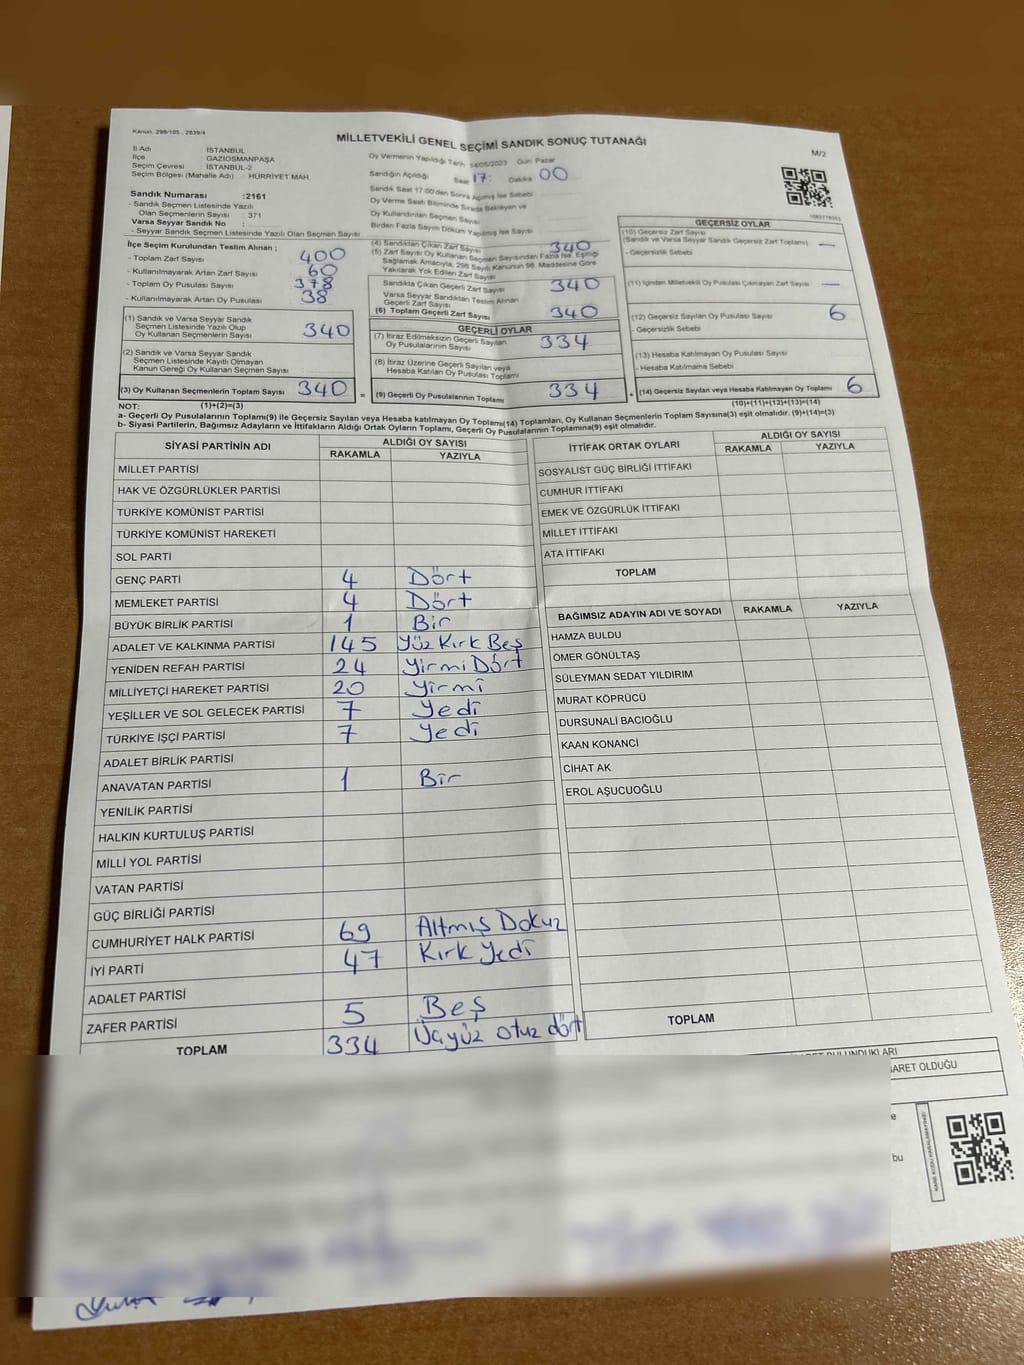 Kanun: 298/105 , 2839/4
MİLLETVEKİLİ GENEL SEÇİMİ SANDIK SONUÇ TUTANAĞI
M/2
İl Adı : İSTANBUL
İlçe : GAZİOSMANPAŞA
Seçim Çevresi : İSTANBUL-2
Seçim Bölgesi (Mahalle Adı) : HÜRRİYET MAH.
Sandık Numarası :2161
- Sandık Seçmen Listesinde Yazılı
Olan Seçmenlerin Sayısı : 371
Varsa Seyyar Sandık No :
- Seyyar Sandık Seçmen Listesinde Yazılı Olan Seçmen Sayısı
Oy Vermenin Yapıldığı Tarih 14/05/2023 Gün Pazar
Sandığın Açıldığı Saat 17: Dakika 00
Sandık Saat 17:00'den Sonra Açılmış İse Sebebi
Oy Verme Saati Bitiminde Sırada Bekleyen ve
Oy Kullandırılan Seçmen Sayısı
Birden Fazla Sayım Döküm Yapılmış İse Sayısı
İlçe Seçim Kurulundan Teslim Alınan ;
- Toplam Zarf Sayısı 400
- Kullanılmayarak Artan Zarf Sayısı 60
- Toplam Oy Pusulası Sayısı 378
- Kullanılmayarak Artan Oy Pusulası 38
(1) Sandık ve Varsa Seyyar Sandık
Seçmen Listesinde Yazılı Olup
Oy Kullanan Seçmenlerin Sayısı 340
(2) Sandık ve Varsa Seyyar Sandık
Seçmen Listesinde Kayıtlı Olmayan
Kanun Gereği Oy Kullanan Seçmen Sayısı
(3) Oy Kullanan Seçmenlerin Toplam Sayısı 340 =
(1)+(2)=(3)
(4) Sandıktan Çıkan Zarf Sayısı 340
(5) Zarf Sayısı Oy Kullanan Seçmen Sayısından Fazla İse, Eşitliği
Sağlamak Amacıyla, 298 Sayılı Kanunun 98. Maddesine Göre
Yakılarak Yok Edilen Zarf Sayısı
Sandıkta Çıkan Geçerli Zarf Sayısı 340
Varsa Seyyar Sandıktan Teslim Alınan
Geçerli Zarf Sayısı
(6) Toplam Geçerli Zarf Sayısı 340
GEÇERLİ OYLAR
(7) İtiraz Edilmeksizin Geçerli Sayılan
Oy Pusulalarının Sayısı 334
(8) İtiraz Üzerine Geçerli Sayılan veya
Hesaba Katılan Oy Pusulası Toplamı
(9) Geçerli Oy Pusulalarının Toplamı 334 +
GEÇERSİZ OYLAR
(10) Geçersiz Zarf Sayısı
(Sandık ve Varsa Seyyar Sandık Geçersiz Zarf Toplamı) —
- Geçersizlik Sebebi
(11) İçinden Milletvekili Oy Pusulası Çıkmayan Zarf Sayısı —
(12) Geçersiz Sayılan Oy Pusulası Sayısı 6
- Geçersizlik Sebebi
(13) Hesaba Katılmayan Oy Pusulası Sayısı
- Hesaba Katılmama Sebebi
(14) Geçersiz Sayılan veya Hesaba Katılmayan Oy Toplamı 6
(10)+(11)+(12)+(13)=(14)
NOT:
a- Geçerli Oy Pusulalarının Toplamı(9) ile Geçersiz Sayılan veya Hesaba katılmayan Oy Toplamı(14) Toplamları, Oy Kullanan Seçmenlerin Toplam Sayısına(3) eşit olmalıdır. (9)+(14)=(3)
b- Siyasi Partilerin, Bağımsız Adayların ve İttifakların Aldığı Ortak Oyların Toplamı, Geçerli Oy Pusulalarının Toplamına(9) eşit olmalıdır.
SİYASİ PARTİNİN ADI ALDIĞI OY SAYISI
RAKAMLA YAZIYLA
MİLLET PARTİSİ
HAK VE ÖZGÜRLÜKLER PARTİSİ
TÜRKİYE KOMÜNİST PARTİSİ
TÜRKİYE KOMÜNİST HAREKETİ
SOL PARTİ
GENÇ PARTİ 4 Dört
MEMLEKET PARTİSİ 4 Dört
BÜYÜK BİRLİK PARTİSİ 1 Bir
ADALET VE KALKINMA PARTİSİ 145 Yüz Kırk Beş
YENİDEN REFAH PARTİSİ 24 Yirmi Dört
MİLLİYETÇİ HAREKET PARTİSİ 20 Yirmi
YEŞİLLER VE SOL GELECEK PARTİSİ 7 Yedi
TÜRKİYE İŞÇİ PARTİSİ 7 Yedi
ADALET BİRLİK PARTİSİ
ANAVATAN PARTİSİ 1 Bir
YENİLİK PARTİSİ
HALKIN KURTULUŞ PARTİSİ
MİLLİ YOL PARTİSİ
VATAN PARTİSİ
GÜÇ BİRLİĞİ PARTİSİ
CUMHURİYET HALK PARTİSİ 69 Altmış Dokuz
İYİ PARTİ 47 Kırk Yedi
ADALET PARTİSİ
ZAFER PARTİSİ 5 Beş
TOPLAM 334 Üçyüz otuz dört
İTTİFAK ORTAK OYLARI ALDIĞI OY SAYISI
RAKAMLA YAZIYLA
SOSYALİST GÜÇ BİRLİĞİ İTTİFAKI
CUMHUR İTTİFAKI
EMEK VE ÖZGÜRLÜK İTTİFAKI
MİLLET İTTİFAKI
ATA İTTİFAKI
TOPLAM
BAĞIMSIZ ADAYIN ADI VE SOYADI RAKAMLA YAZIYLA
HAMZA BULDU
ÖMER GÖNÜLTAŞ
SÜLEYMAN SEDAT YILDIRIM
MURAT KÖPRÜCÜ
DURSUNALİ BACIOĞLU
KAAN KONANCİ
CİHAT AK
EROL AŞUCUOĞLU
TOPLAM
OLDUĞU
bu